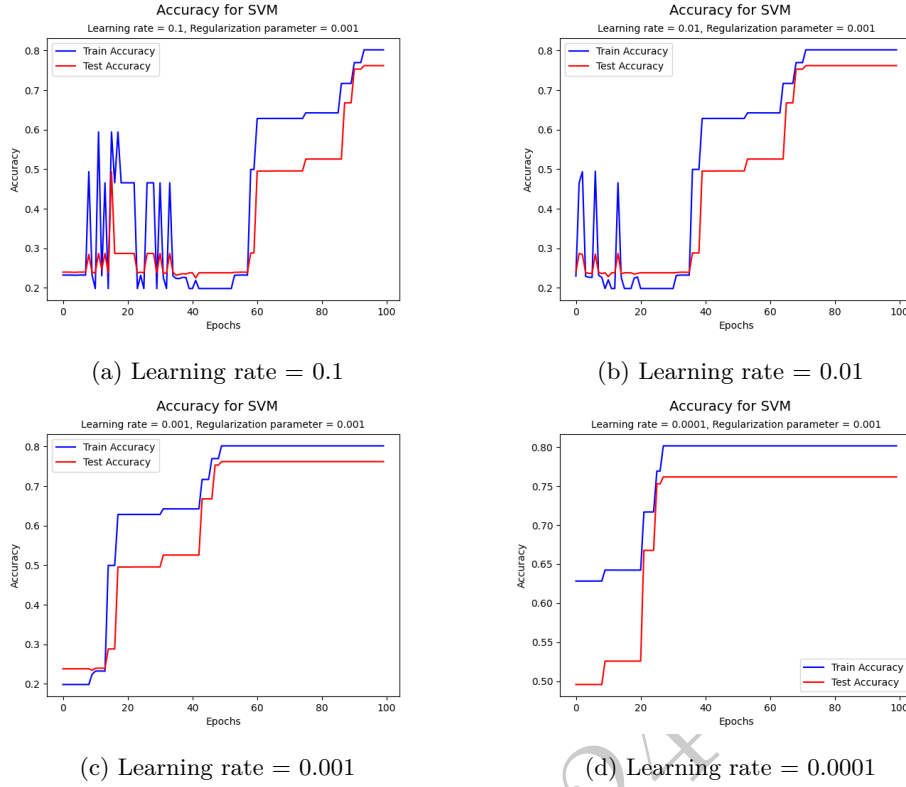 Accuracy for SVM
Learning rate = 0.1, Regularization parameter = 0.001
Train Accuracy
Test Accuracy
0.8
0.7
0.6
0.5
0.4
0.3
0.2
Accuracy
0 20 40 60 80 100
Epochs
(a) Learning rate = 0.1
Accuracy for SVM
Learning rate = 0.01, Regularization parameter = 0.001
Train Accuracy
Test Accuracy
0.8
0.7
0.6
0.5
0.4
0.3
0.2
Accuracy
0 20 40 60 80 100
Epochs
(b) Learning rate = 0.01
Accuracy for SVM
Learning rate = 0.001, Regularization parameter = 0.001
Train Accuracy
Test Accuracy
0.8
0.7
0.6
0.5
0.4
0.3
0.2
Accuracy
0 20 40 60 80 100
Epochs
(c) Learning rate = 0.001
Accuracy for SVM
Learning rate = 0.0001, Regularization parameter = 0.001
0.80
0.75
0.70
0.65
0.60
0.55
0.50
Accuracy
Train Accuracy
Test Accuracy
0 20 40 60 80 100
Epochs
(d) Learning rate = 0.0001